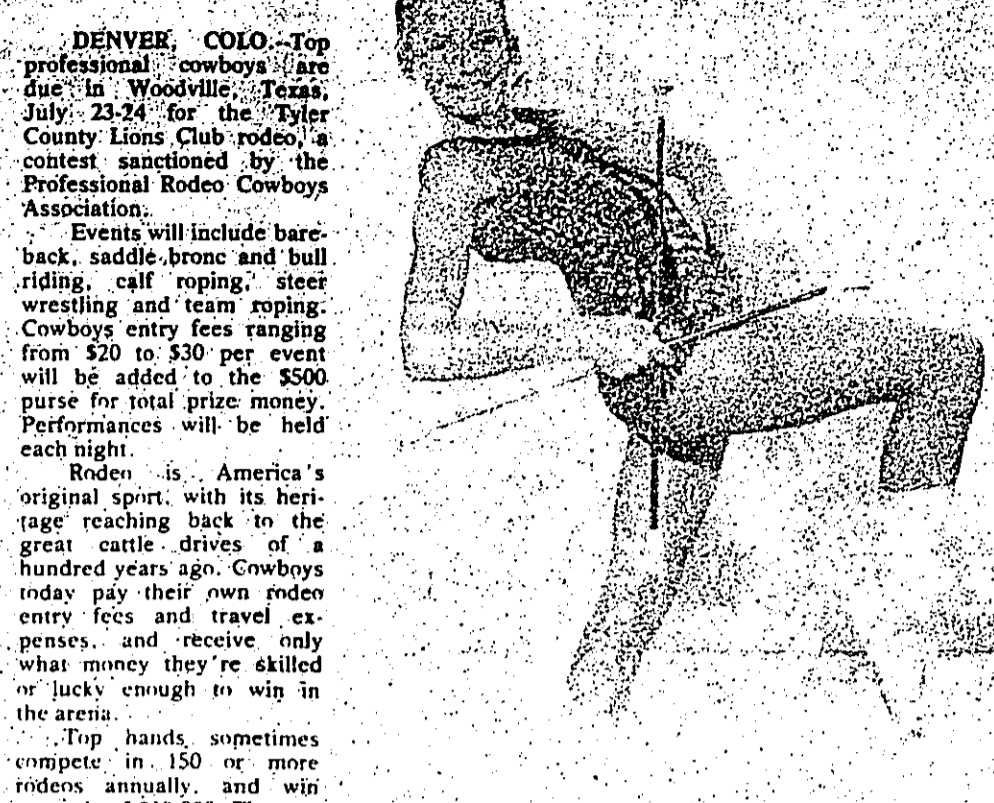 DENVER, COLO.--Top
professional cowboys are
due in Woodville, Texas,
July 23-24 for the Tyler
County Lions Club rodeo, a
contest sanctioned by the
Professional Rodeo Cowboys
Association.
Events will include bare-
back, saddle bronc and bull
riding, calf roping, steer
wrestling and team roping.
Cowboys entry fees ranging
from $20 to $30 per event
will be added to the $500
purse for total prize money.
Performances will be held
each night.
Rodeo is America's
original sport, with its heri-
tage reaching back to the
great cattle drives of a
hundred years ago. Cowboys
today pay their own rodeo
entry fees and travel ex-
penses, and receive only
what money they're skilled
or lucky enough to win in
the arena.
Top hands sometimes
compete in 150 or more
rodeos annually, and win